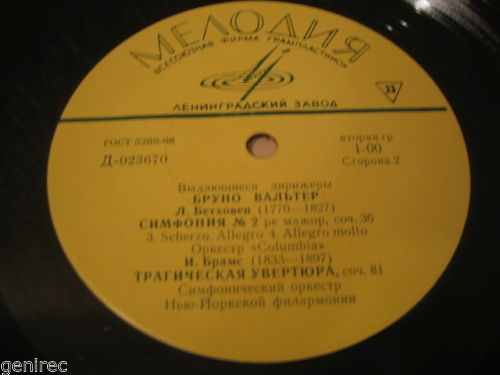 МЕЛОДИЯ
ВСЕСОЮЗНАЯ ФИРМА ГРАМПЛАСТИНОК
33
ЛЕНИНГРАДСКИЙ ЗАВОД
ГОСТ 5289-68
вторая гр
Д-023670
1-00
Сторона 2
Выдающиеся дирижеры
БРУНО ВАЛЬТЕР
Л. Бетховен (1770—1827)
СИМФОНИЯ № 2 ре мажор, соч. 36
3. Scherzo. Allegro 4. Allegro molto
Оркестр «Columbia»
И. Брамс (1833—1897)
ТРАГИЧЕСКАЯ УВЕРТЮРА, соч. 81
Симфонический оркестр
Нью-Йоркской филармонии
genirec